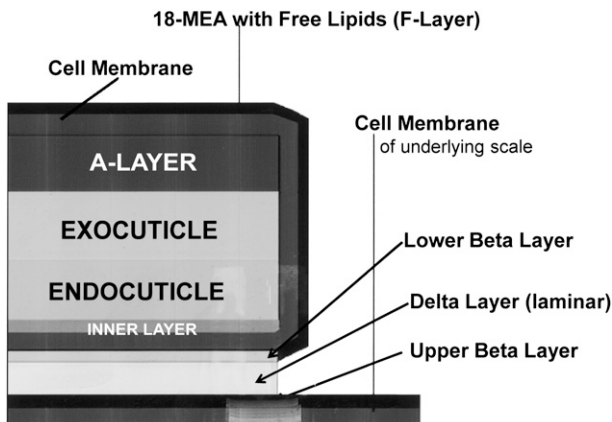 18-MEA with Free Lipids (F-Layer)
Cell Membrane
Cell Membrane
of underlying scale
A-LAYER
EXOCUTICLE
Lower Beta Layer
ENDOCUTICLE
Delta Layer (laminar)
INNER LAYER
Upper Beta Layer